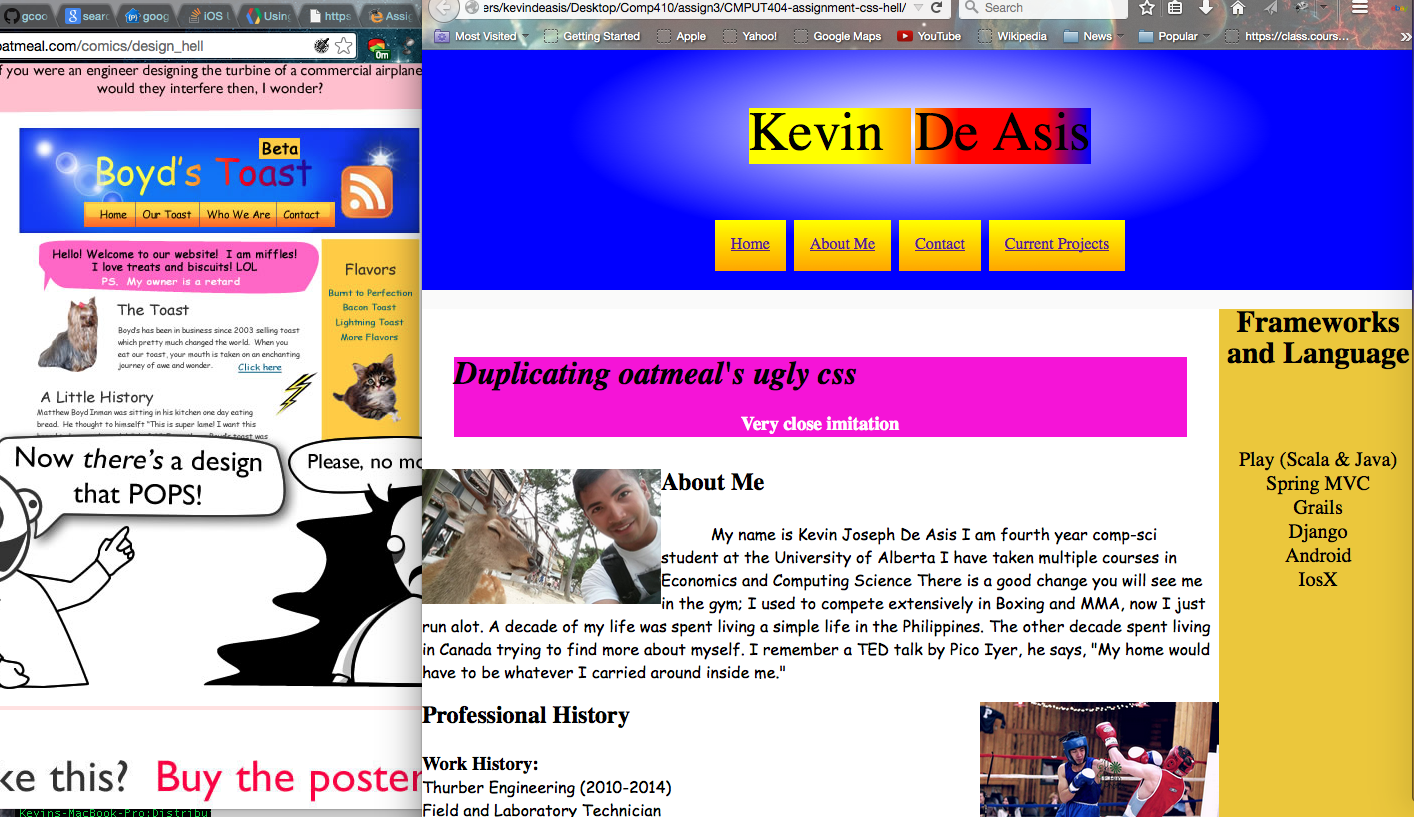 gcoo
searc
goog
iOS U
Using
https
Assig
eatmeal.com/comics/design_hell
0m
f you were an engineer designing the turbine of a commercial airplane
would they interfere then, I wonder?
Beta
Boyd's Toast
Home
Our Toast
Who We Are
Contact
Hello! Welcome to our website! I am miffles!
I love treats and biscuits! LOL
PS. My owner is a retard
Flavors
Burnt to Perfection
Bacon Toast
Lightning Toast
More Flavors
The Toast
Boyd's has been in business since 2003 selling toast
which pretty much changed the world. When you
eat our toast, your mouth is taken on an enchanting
journey of awe and wonder.
Click here
A Little History
Matthew Boyd Inman was sitting in his kitchen one day eating
bread. He thought to himselft "This is super lame! I want this
Now there's a design
that POPS!
Please, no mo
ke this? Buy the poster
Kevins-MacBook-Pro:Distribu
ers/kevindeasis/Desktop/Comp410/assign3/CMPUT404-assignment-css-hell/
Search
Most Visited
Getting Started
Apple
Yahoo!
Google Maps
YouTube
Wikipedia
News
Popular
https://class.cours...
Kevin De Asis
Home
About Me
Contact
Current Projects
Duplicating oatmeal's ugly css
Very close imitation
About Me
My name is Kevin Joseph De Asis I am fourth year comp-sci
student at the University of Alberta I have taken multiple courses in
Economics and Computing Science There is a good change you will see me
in the gym; I used to compete extensively in Boxing and MMA, now I just
run alot. A decade of my life was spent living a simple life in the Philippines. The other decade spent living
in Canada trying to find more about myself. I remember a TED talk by Pico Iyer, he says, "My home would
have to be whatever I carried around inside me."
Professional History
Work History:
Thurber Engineering (2010-2014)
Field and Laboratory Technician
Frameworks
and Language
Play (Scala & Java)
Spring MVC
Grails
Django
Android
IosX